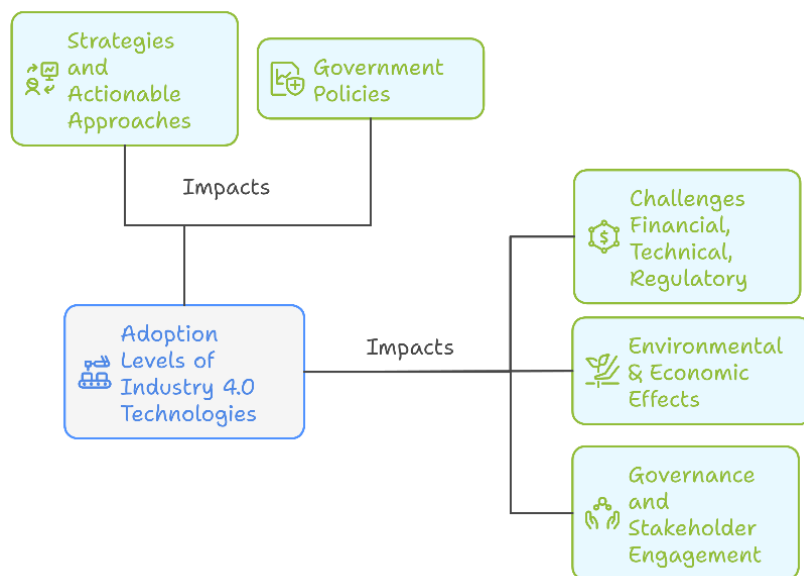 Strategies
and
Actionable
Approaches
Government
Policies
Impacts
Challenges
Financial,
Technical,
Regulatory
Adoption
Levels of
Industry 4.0
Technologies
Impacts
Environmental
& Economic
Effects
Governance
and
Stakeholder
Engagement